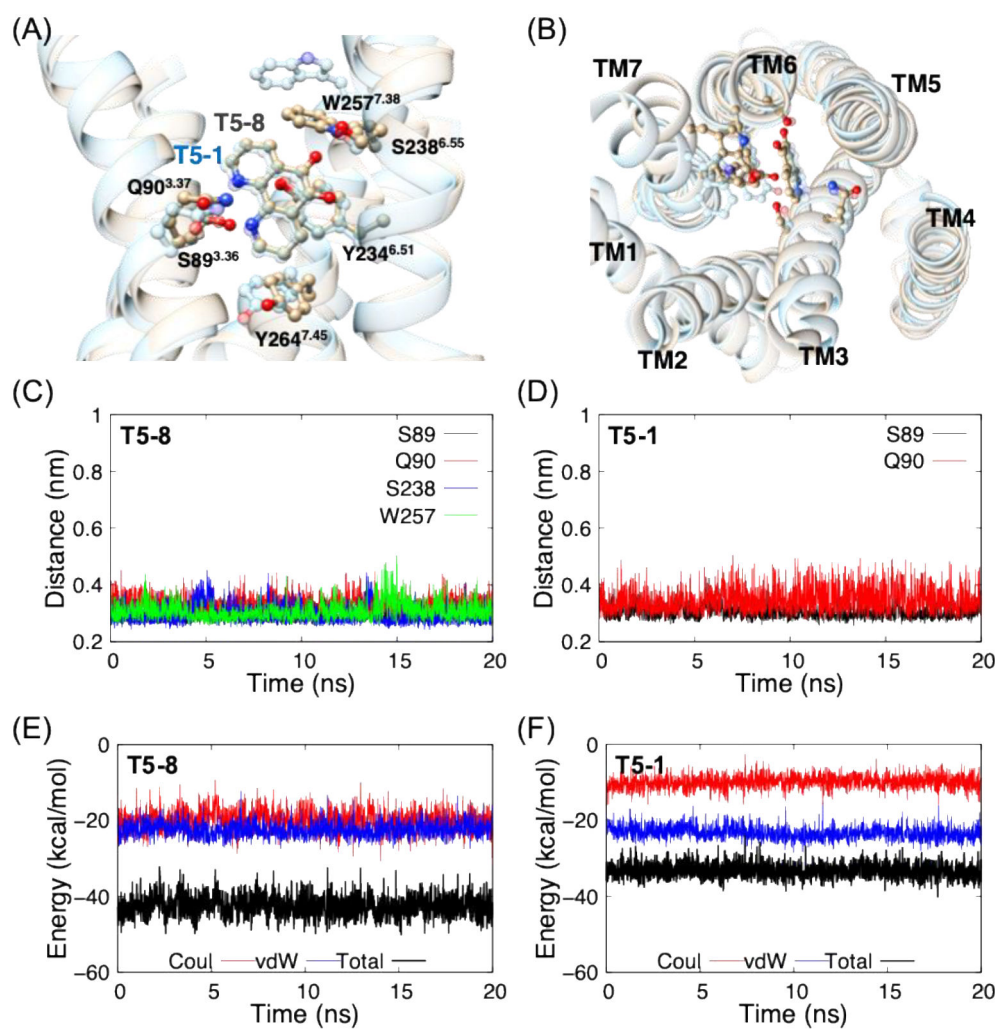 (A)
W257^7.38
T5-8
S238^6.55
T5-1
Q90^3.37
S89^3.36
Y234^6.51
Y264^7.45
(B)
TM7
TM6
TM5
TM4
TM1
TM2
TM3
(C)
T5-8
S89
Q90
S238
W257
Distance (nm)
1
0.8
0.6
0.4
0.2
0 5 10 15 20
Time (ns)
(D)
T5-1
S89
Q90
Distance (nm)
1
0.8
0.6
0.4
0.2
0 5 10 15 20
Time (ns)
(E)
T5-8
Energy (kcal/mol)
0
−20
−40
−60
Coul vdW Total
0 5 10 15 20
Time (ns)
(F)
T5-1
Energy (kcal/mol)
0
−20
−40
−60
Coul vdW Total
0 5 10 15 20
Time (ns)